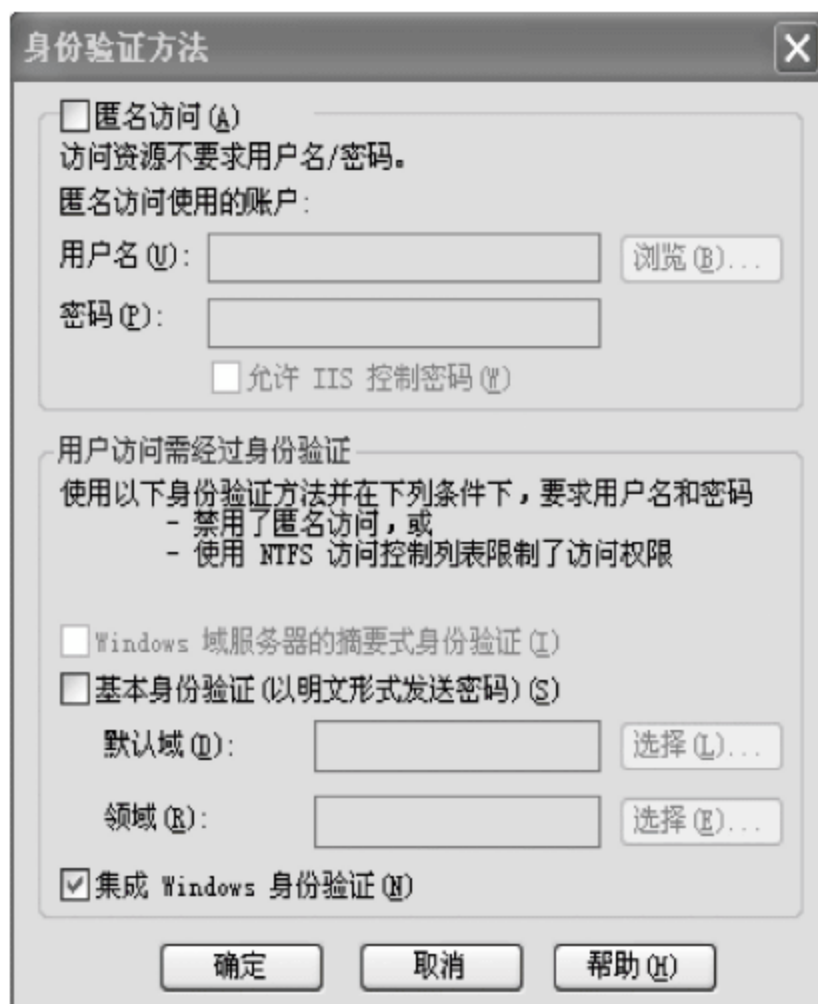 身份验证方法
匿名访问(A)
访问资源不要求用户名/密码。
匿名访问使用的账户:
用户名(U):
浏览(B)...
密码(P):
允许 IIS 控制密码(W)
用户访问需经过身份验证
使用以下身份验证方法并在下列条件下，要求用户名和密码
- 禁用了匿名访问，或
- 使用 NTFS 访问控制列表限制了访问权限
Windows 域服务器的摘要式身份验证(I)
基本身份验证(以明文形式发送密码)(S)
默认域(D):
选择(L)...
领域(R):
选择(E)...
集成 Windows 身份验证(N)
确定
取消
帮助(H)